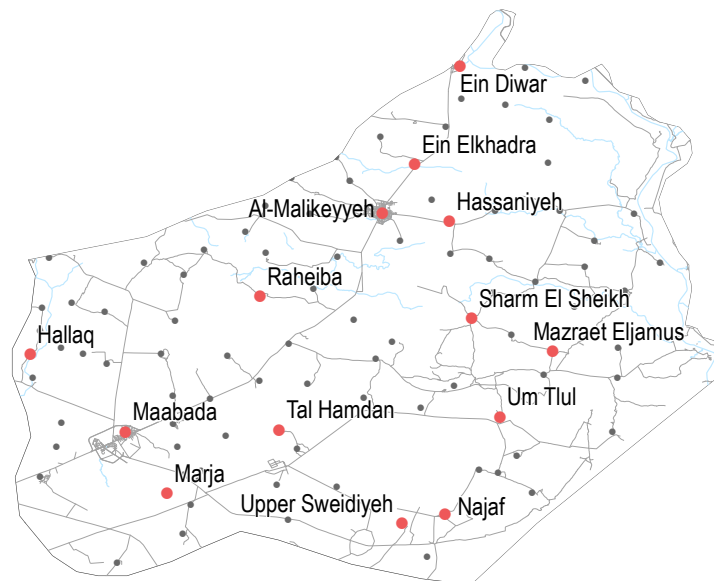 Ein Diwar
Ein Elkhadra
Al-Malikeyyeh
Hassaniyeh
Raheiba
Sharm El Sheikh
Mazraet Eljamus
Hallaq
Maabada
Tal Hamdan
Um Tlul
Marja
Upper Sweidiyeh
Najaf